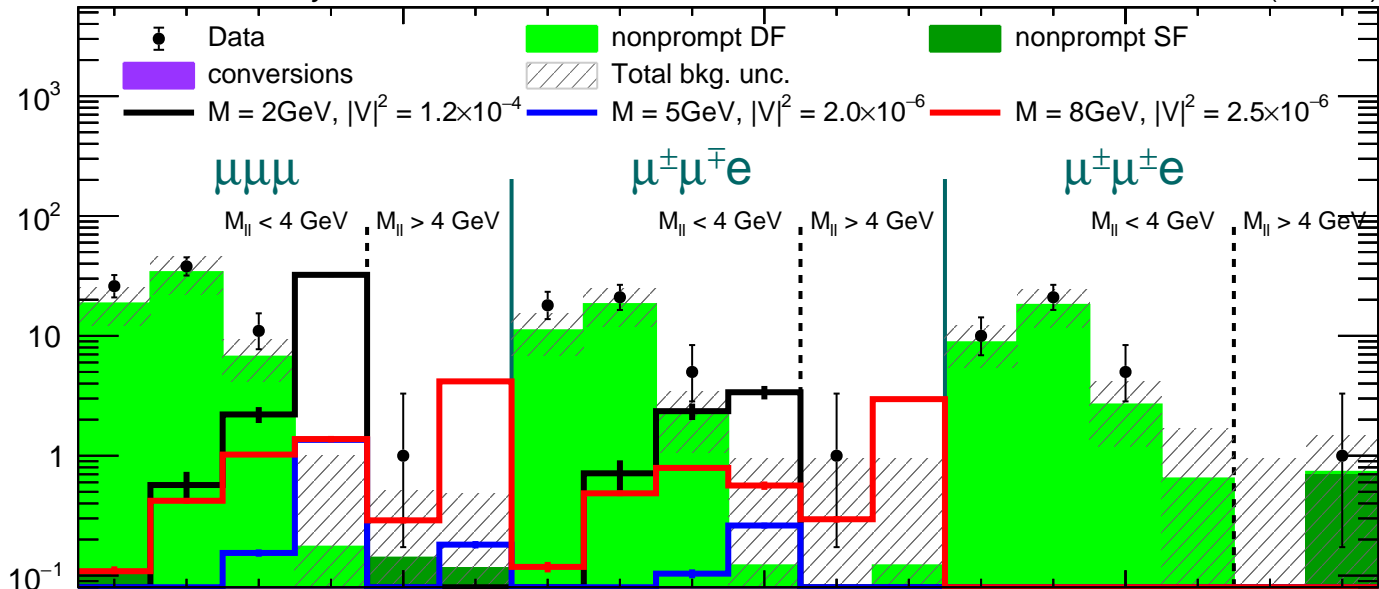 Data
nonprompt DF
nonprompt SF
conversions
Total bkg. unc.
M = 2GeV, |V|² = 1.2×10⁻⁴
M = 5GeV, |V|² = 2.0×10⁻⁶
M = 8GeV, |V|² = 2.5×10⁻⁶
μμμ
μ±μ∓e
μ±μ±e
M_ll < 4 GeV
M_ll > 4 GeV
M_ll < 4 GeV
M_ll > 4 GeV
M_ll < 4 GeV
M_ll > 4 GeV
10³
10²
10
1
10⁻¹